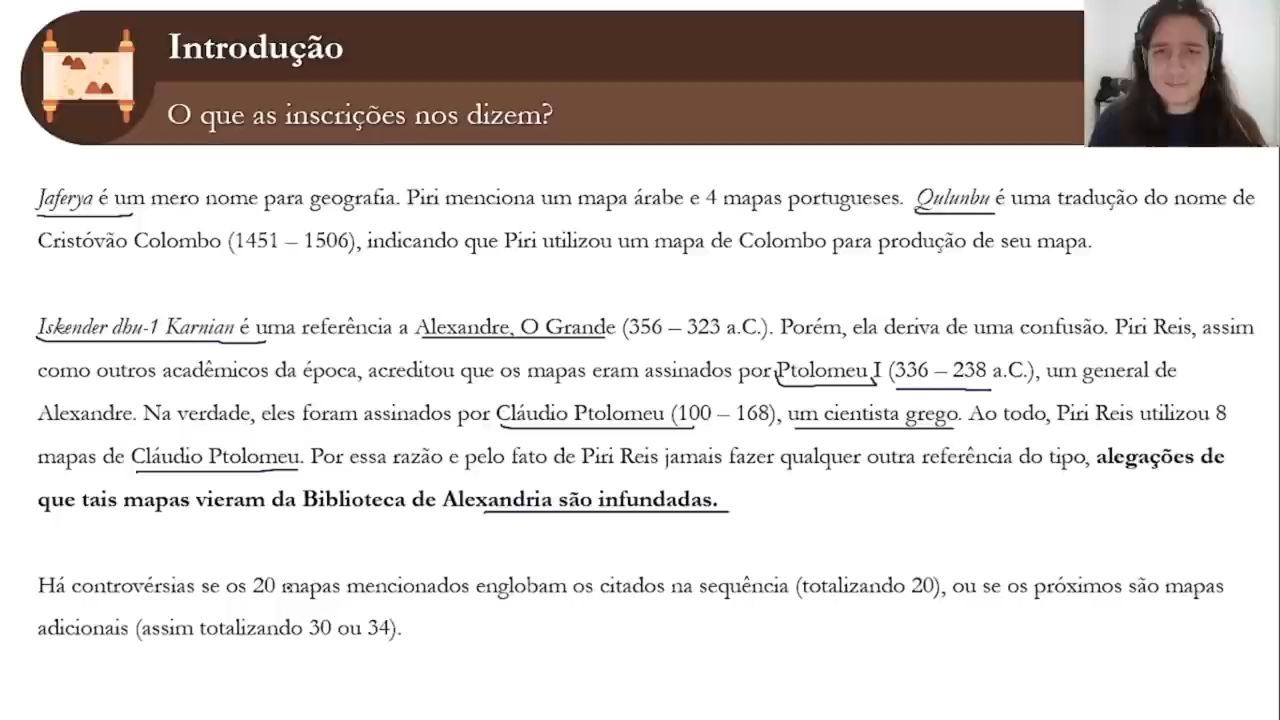 Introdução
O que as inscrições nos dizem?
Jaferya é um mero nome para geografia. Piri menciona um mapa árabe e 4 mapas portugueses. Qulunbu é uma tradução do nome de
Cristóvão Colombo (1451 – 1506), indicando que Piri utilizou um mapa de Colombo para produção de seu mapa.
Iskender dhu-1 Karnian é uma referência a Alexandre, O Grande (356 – 323 a.C.). Porém, ela deriva de uma confusão. Piri Reis, assim
como outros acadêmicos da época, acreditou que os mapas eram assinados por Ptolomeu I (336 – 238 a.C.), um general de
Alexandre. Na verdade, eles foram assinados por Cláudio Ptolomeu (100 – 168), um cientista grego. Ao todo, Piri Reis utilizou 8
mapas de Cláudio Ptolomeu. Por essa razão e pelo fato de Piri Reis jamais fazer qualquer outra referência do tipo, alegações de
que tais mapas vieram da Biblioteca de Alexandria são infundadas.
Há controvérsias se os 20 mapas mencionados englobam os citados na sequência (totalizando 20), ou se os próximos são mapas
adicionais (assim totalizando 30 ou 34).